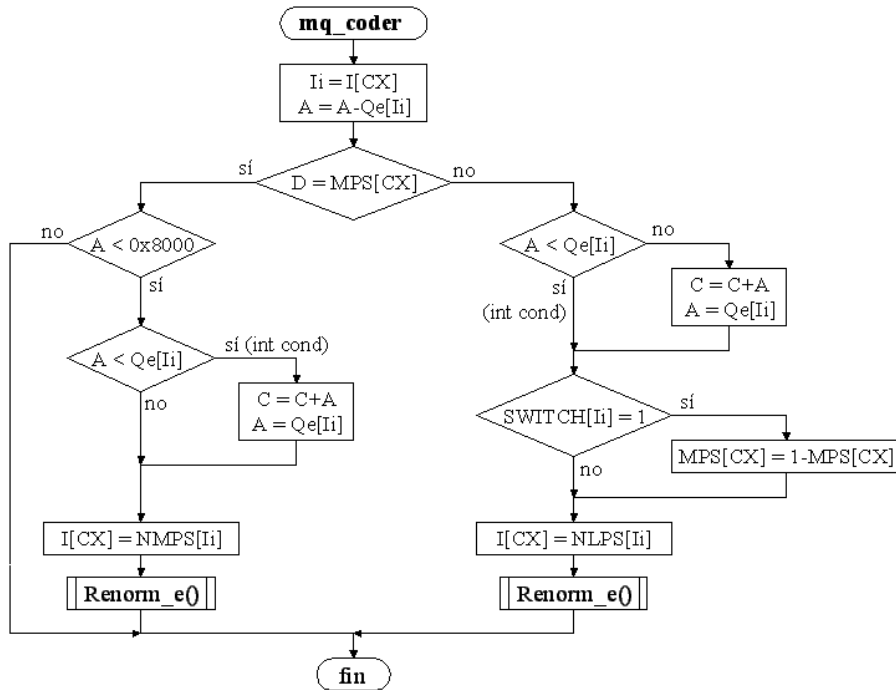 mq_coder
Ii = I[CX]
A = A-Qe[Ii]
sí
D = MPS[CX]
no
no
A < 0x8000
sí
A < Qe[Ii]
no
sí
(int cond)
C = C+A
A = Qe[Ii]
A < Qe[Ii]
sí (int cond)
no
C = C+A
A = Qe[Ii]
SWITCH[Ii] = 1
sí
no
MPS[CX] = 1-MPS[CX]
I[CX] = NMPS[Ii]
I[CX] = NLPS[Ii]
Renorm_e()
Renorm_e()
fin